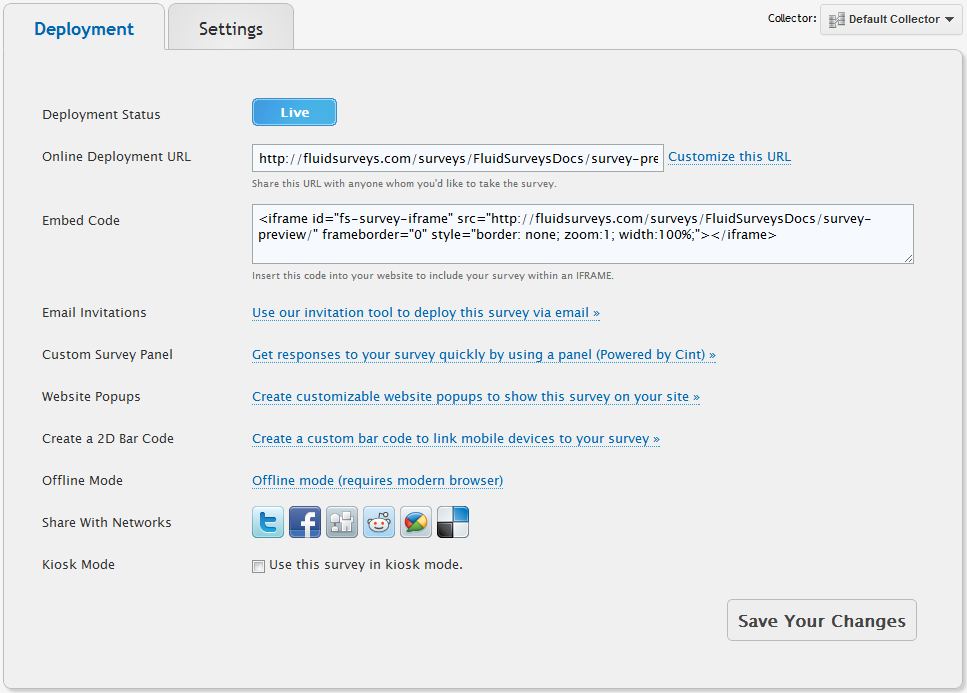 Deployment
Settings
Collector: Default Collector
Deployment Status
Live
Online Deployment URL
http://fluidsurveys.com/surveys/FluidSurveysDocs/survey-pre
Customize this URL
Share this URL with anyone whom you'd like to take the survey.
Embed Code
<iframe id="fs-survey-iframe" src="http://fluidsurveys.com/surveys/FluidSurveysDocs/survey-
preview/" frameborder="0" style="border: none; zoom:1; width:100%;"></iframe>
Insert this code into your website to include your survey within an IFRAME.
Email Invitations
Use our invitation tool to deploy this survey via email »
Custom Survey Panel
Get responses to your survey quickly by using a panel (Powered by Cint) »
Website Popups
Create customizable website popups to show this survey on your site »
Create a 2D Bar Code
Create a custom bar code to link mobile devices to your survey »
Offline Mode
Offline mode (requires modern browser)
Share With Networks
Kiosk Mode
Use this survey in kiosk mode.
Save Your Changes